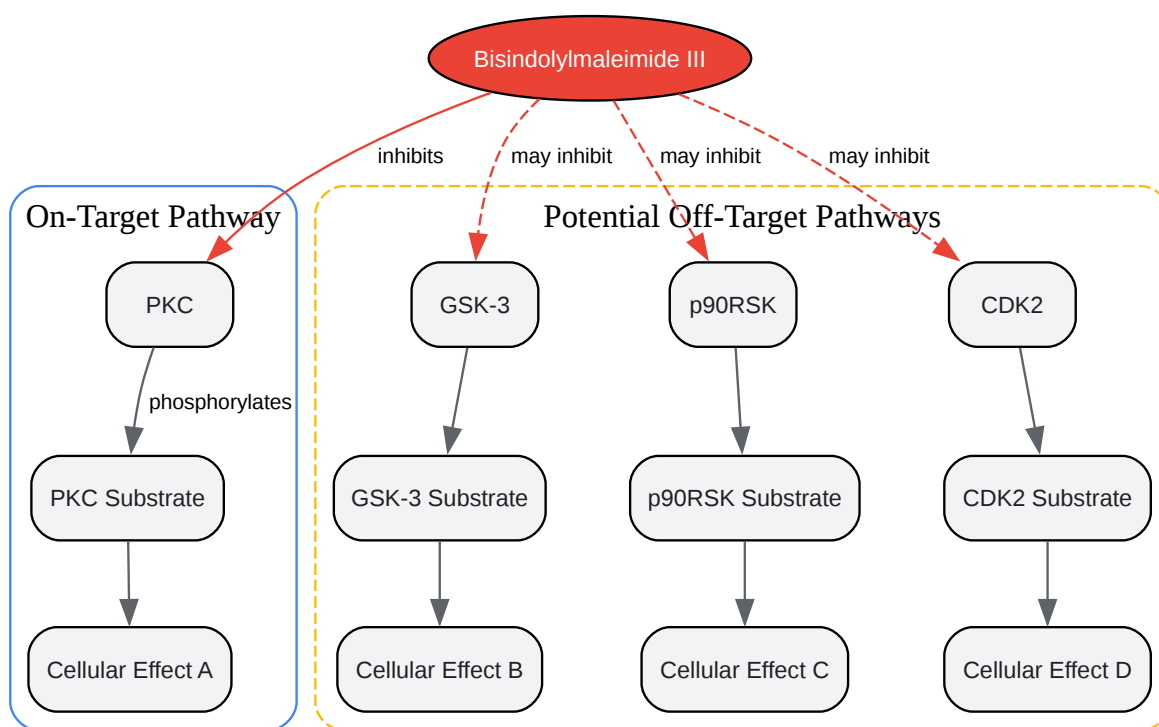 Bisindolylmaleimide III
inhibits
may inhibit
may inhibit
may inhibit
On-Target Pathway
Potential Off-Target Pathways
PKC
GSK-3
p90RSK
CDK2
phosphorylates
PKC Substrate
GSK-3 Substrate
p90RSK Substrate
CDK2 Substrate
Cellular Effect A
Cellular Effect B
Cellular Effect C
Cellular Effect D